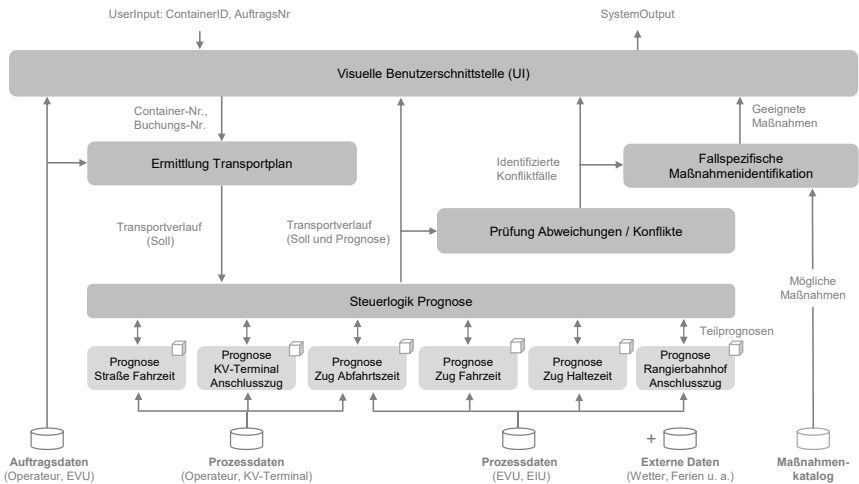 UserInput: ContainerID, AuftragsNr
SystemOutput
Visuelle Benutzerschnittstelle (UI)
Container-Nr.,
Buchungs-Nr.
Geeignete
Maßnahmen
Ermittlung Transportplan
Identifizierte
Konfliktfälle
Fallspezifische
Maßnahmenidentifikation
Transportverlauf
(Soll)
Transportverlauf
(Soll und Prognose)
Prüfung Abweichungen / Konflikte
Mögliche
Maßnahmen
Steuerlogik Prognose
Teilprognosen
Prognose
Straße Fahrzeit
Prognose
KV-Terminal
Anschlusszug
Prognose
Zug Abfahrtszeit
Prognose
Zug Fahrzeit
Prognose
Zug Haltezeit
Prognose
Rangierbahnhof
Anschlusszug
+
Auftragsdaten
(Operateur, EVU)
Prozessdaten
(Operateur, KV-Terminal)
Prozessdaten
(EVU, EIU)
Externe Daten
(Wetter, Ferien u. a.)
Maßnahmen-
katalog